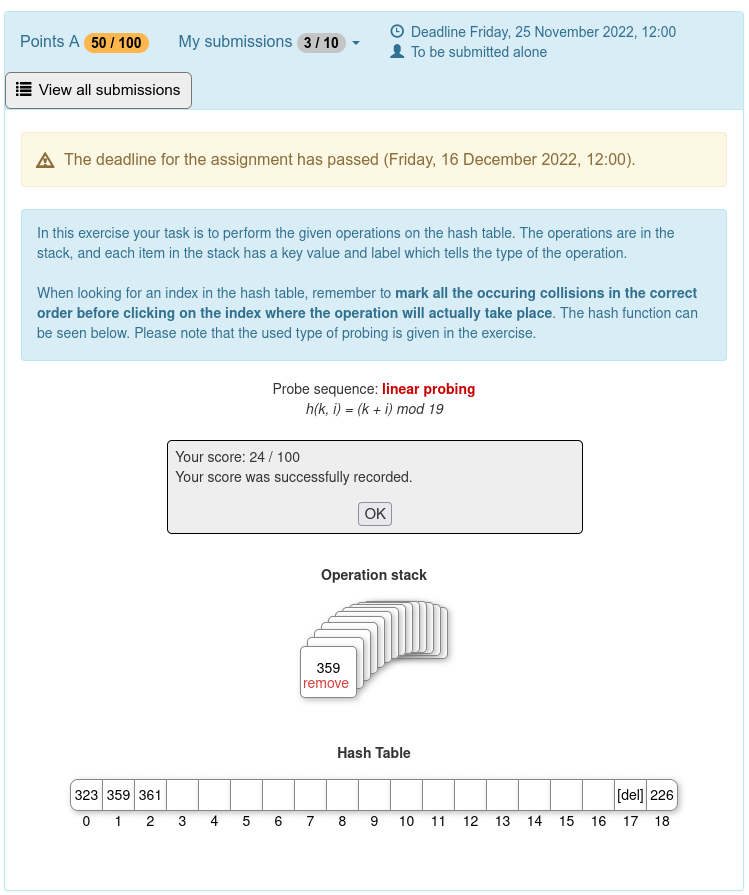 Points A 50 / 100 My submissions 3 / 10 Deadline Friday, 25 November 2022, 12:00
To be submitted alone
View all submissions
The deadline for the assignment has passed (Friday, 16 December 2022, 12:00).
In this exercise your task is to perform the given operations on the hash table. The operations are in the
stack, and each item in the stack has a key value and label which tells the type of the operation.
When looking for an index in the hash table, remember to mark all the occuring collisions in the correct
order before clicking on the index where the operation will actually take place. The hash function can
be seen below. Please note that the used type of probing is given in the exercise.
Probe sequence: linear probing
h(k, i) = (k + i) mod 19
Your score: 24 / 100
Your score was successfully recorded.
OK
Operation stack
359
remove
Hash Table
323 359 361 [del] 226
0 1 2 3 4 5 6 7 8 9 10 11 12 13 14 15 16 17 18